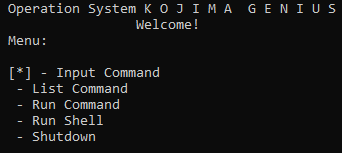 Operation System K O J I M A  G E N I U S
Welcome!
Menu:
[*] - Input Command
- List Command
- Run Command
- Run Shell
- Shutdown